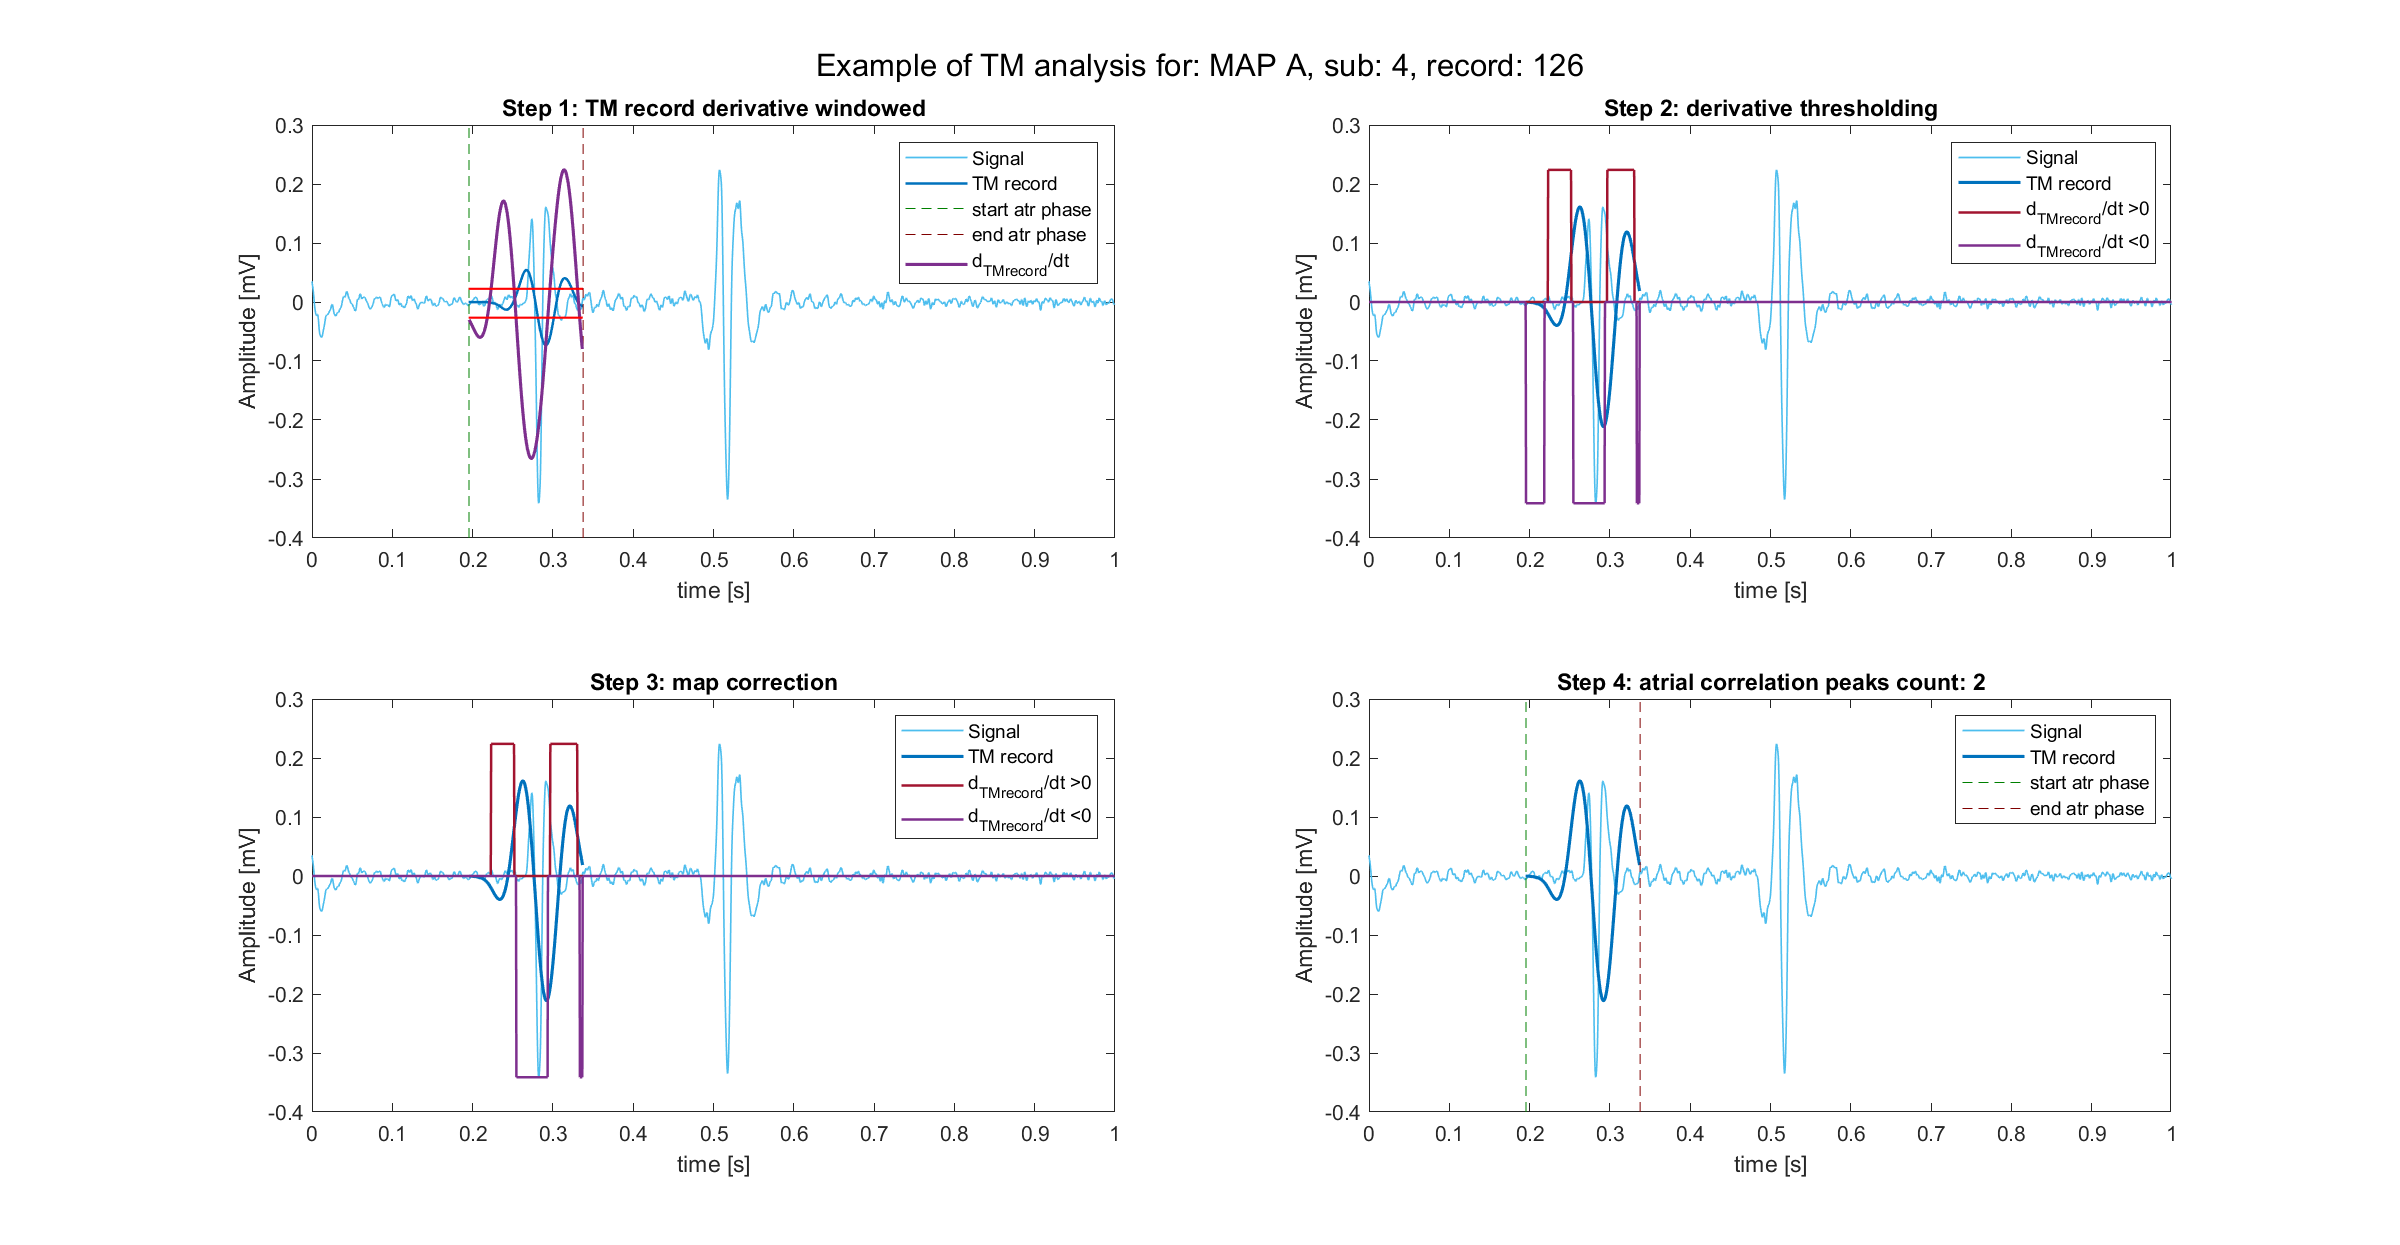 Example of TM analysis for: MAP A, sub: 4, record: 126
Step 1: TM record derivative windowed
0.3
0.2
0.1
0
-0.1
-0.2
-0.3
-0.4
Amplitude [mV]
0 0.1 0.2 0.3 0.4 0.5 0.6 0.7 0.8 0.9 1
time [s]
Signal
TM record
start atr phase
end atr phase
dTMrecord/dt
Step 2: derivative thresholding
0.3
0.2
0.1
0
-0.1
-0.2
-0.3
-0.4
Amplitude [mV]
0 0.1 0.2 0.3 0.4 0.5 0.6 0.7 0.8 0.9 1
time [s]
Signal
TM record
dTMrecord/dt >0
dTMrecord/dt <0
Step 3: map correction
0.3
0.2
0.1
0
-0.1
-0.2
-0.3
-0.4
Amplitude [mV]
0 0.1 0.2 0.3 0.4 0.5 0.6 0.7 0.8 0.9 1
time [s]
Signal
TM record
dTMrecord/dt >0
dTMrecord/dt <0
Step 4: atrial correlation peaks count: 2
0.3
0.2
0.1
0
-0.1
-0.2
-0.3
-0.4
Amplitude [mV]
0 0.1 0.2 0.3 0.4 0.5 0.6 0.7 0.8 0.9 1
time [s]
Signal
TM record
start atr phase
end atr phase